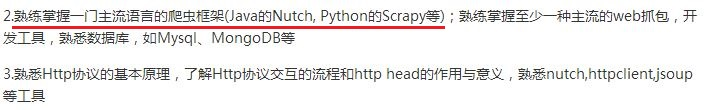 2.熟练掌握一门主流语言的爬虫框架(Java的Nutch, Python的Scrapy等)；熟练掌握至少一种主流的web抓包，开
发工具，熟悉数据库，如Mysql、MongoDB等
3.熟悉Http协议的基本原理，了解Http协议交互的流程和http head的作用与意义，熟悉nutch,httpclient,jsoup
等工具